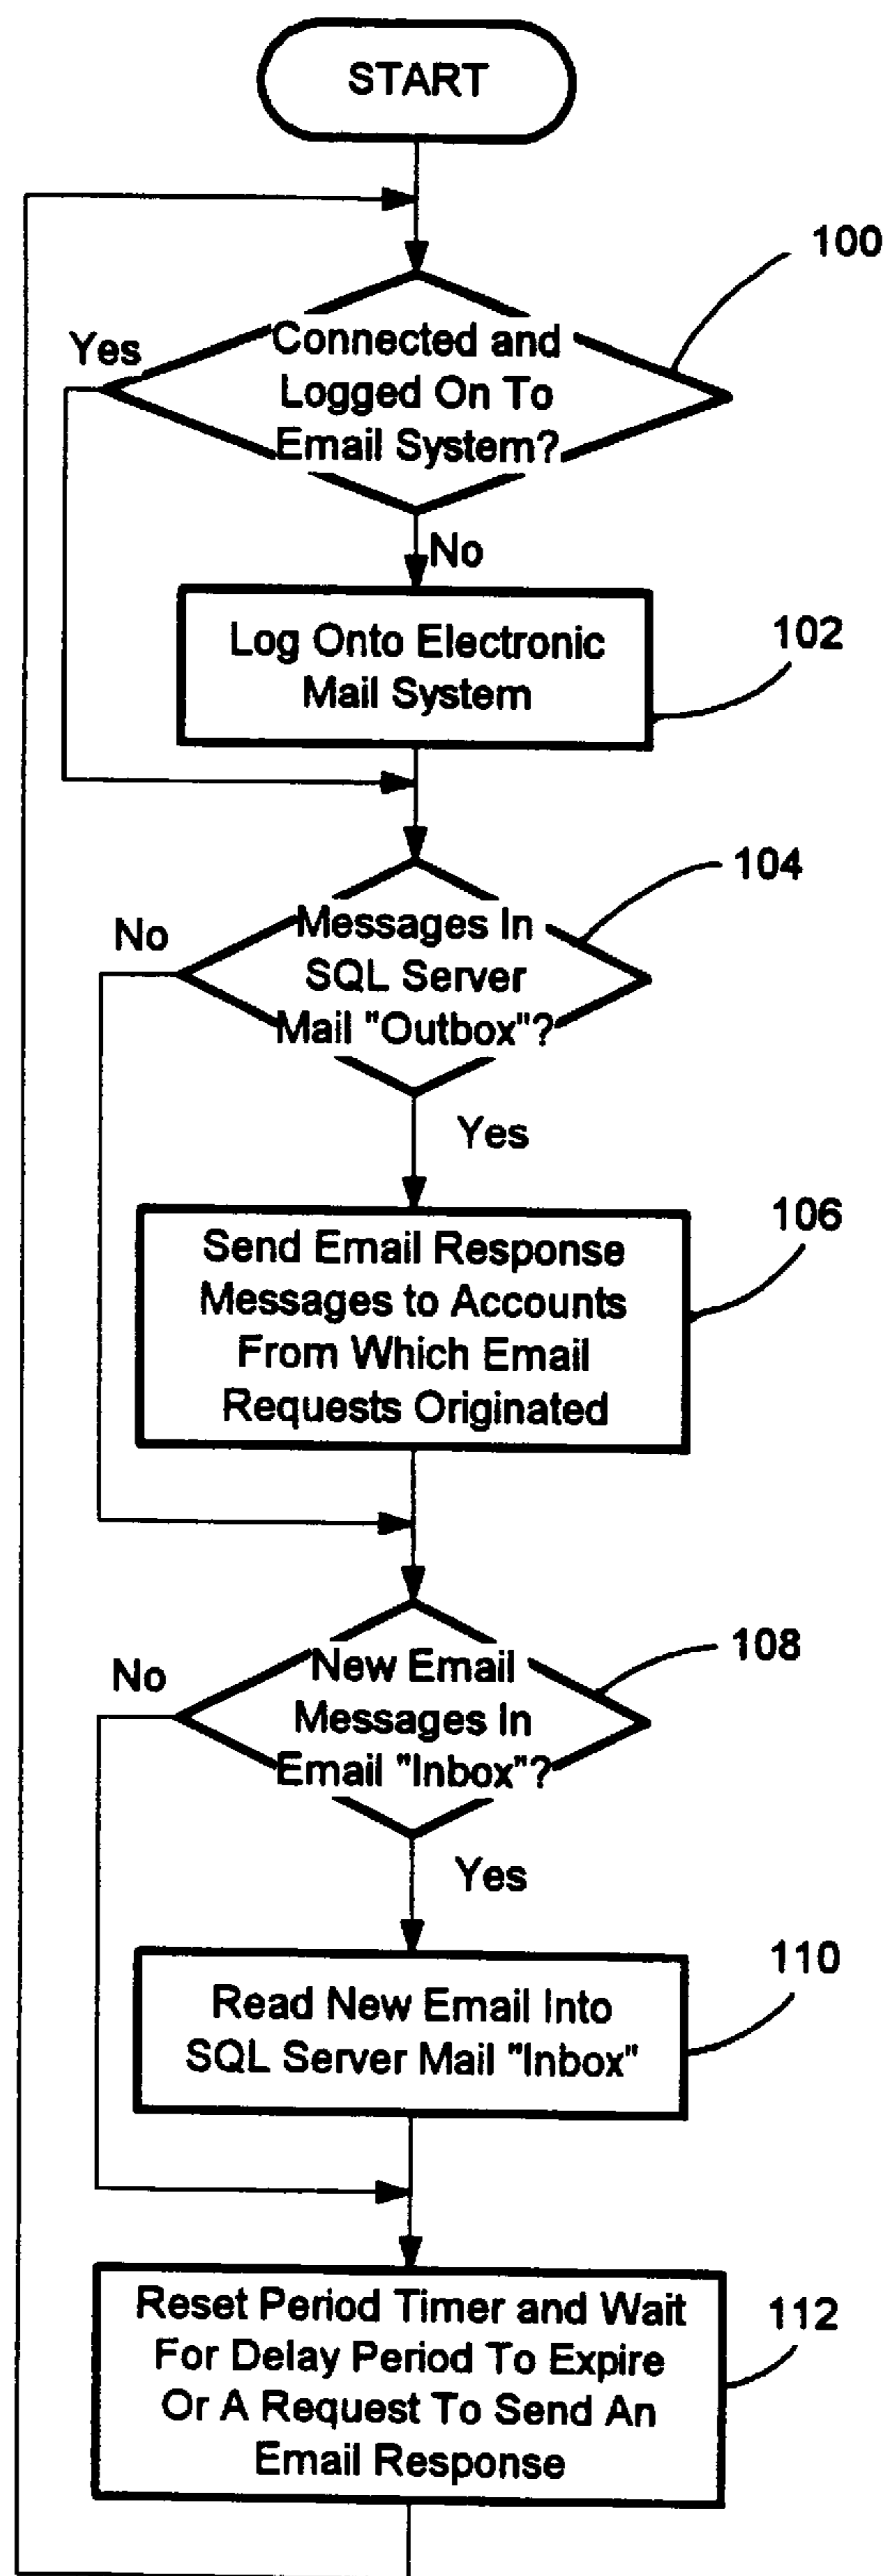 START
100
Yes
Connected and
Logged On To
Email System?
No
Log Onto Electronic
Mail System
102
104
No
Messages In
SQL Server
Mail "Outbox"?
Yes
106
Send Email Response
Messages to Accounts
From Which Email
Requests Originated
108
No
New Email
Messages In
Email "Inbox"?
Yes
110
Read New Email Into
SQL Server Mail "Inbox"
Reset Period Timer and Wait
For Delay Period To Expire
Or A Request To Send An
Email Response
112